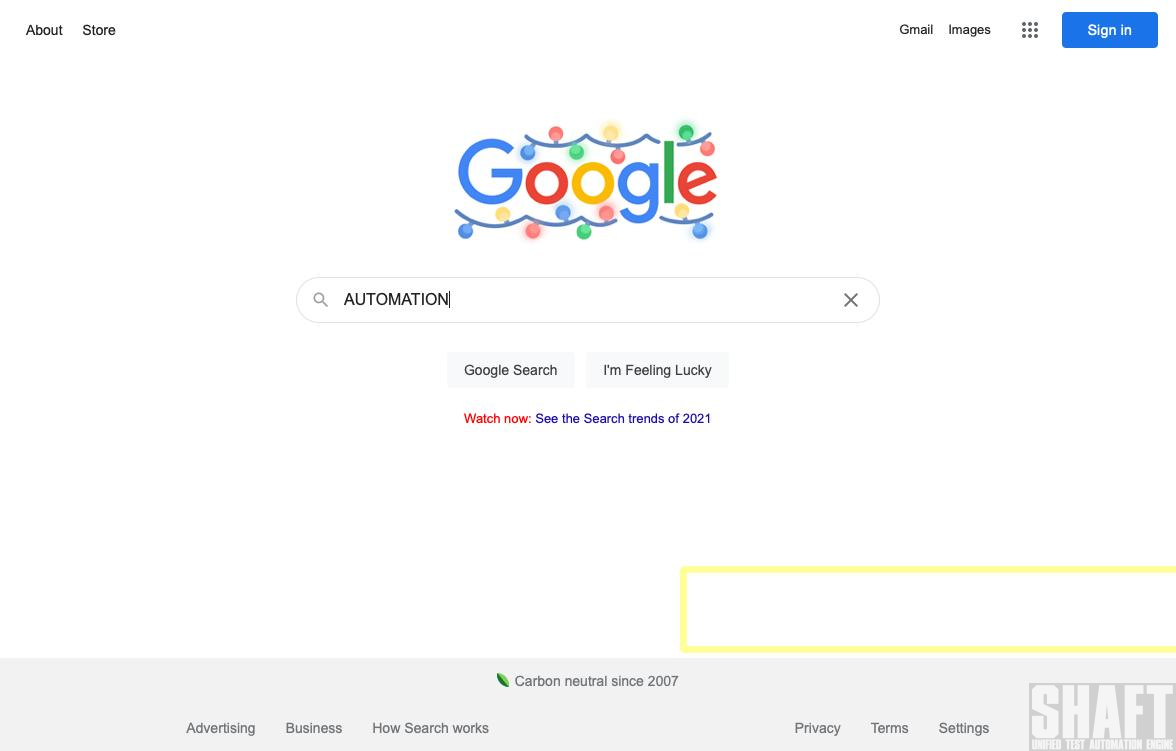 About Store Gmail Images Sign in
Google
AUTOMATION
Google Search I'm Feeling Lucky
Watch now: See the Search trends of 2021
Carbon neutral since 2007
Advertising Business How Search works Privacy Terms Settings
SHAFT
UNIFIED TEST AUTOMATION ENGINE